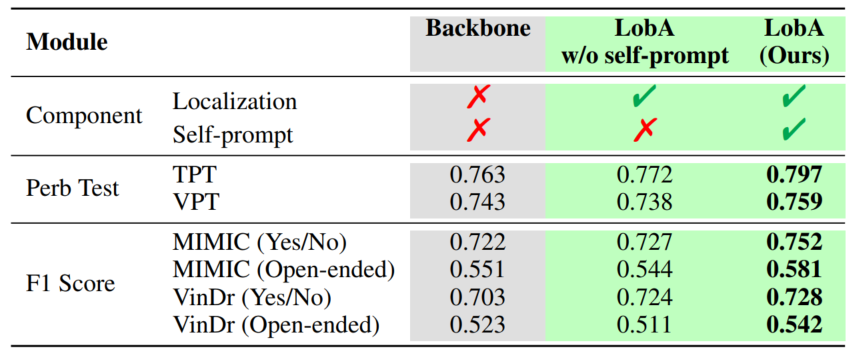 Module Backbone LobA w/o self-prompt LobA (Ours)
Component Localization ✗ ✓ ✓
Self-prompt ✗ ✗ ✓
Perb Test TPT 0.763 0.772 0.797
VPT 0.743 0.738 0.759
F1 Score MIMIC (Yes/No) 0.722 0.727 0.752
MIMIC (Open-ended) 0.551 0.544 0.581
VinDr (Yes/No) 0.703 0.724 0.728
VinDr (Open-ended) 0.523 0.511 0.542